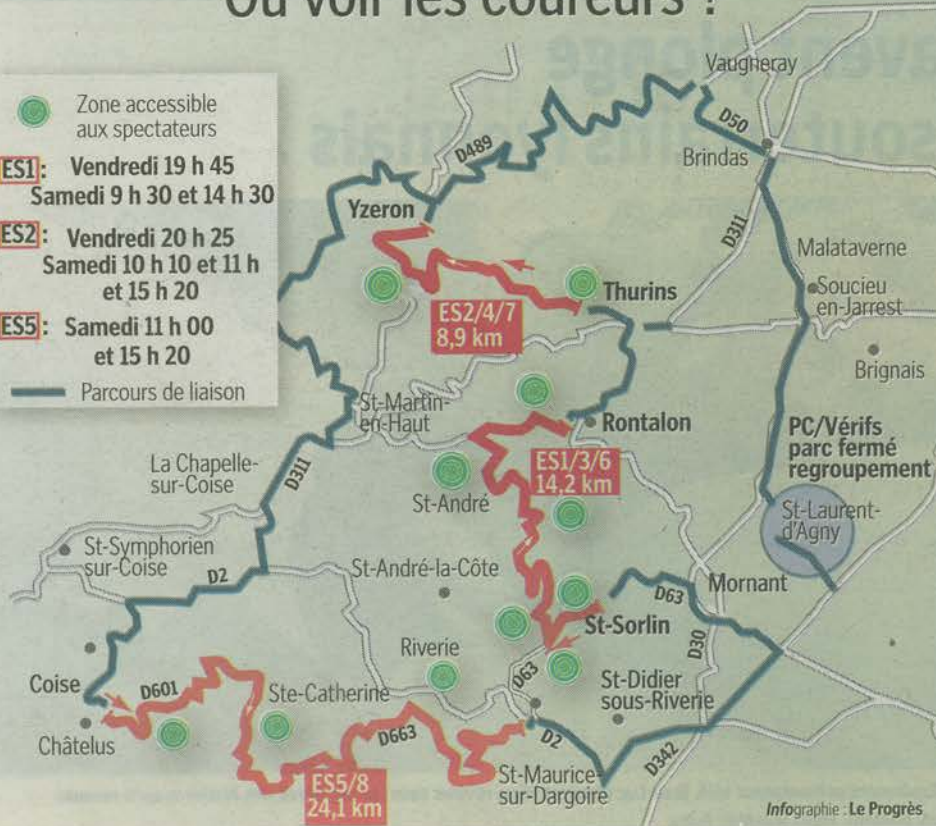 Où voir les coureurs ?
Zone accessible
aux spectateurs
ES1 : Vendredi 19 h 45
Samedi 9 h 30 et 14 h 30
ES2 : Vendredi 20 h 25
Samedi 10 h 10 et 11 h
et 15 h 20
ES5 : Samedi 11 h 00
et 15 h 20
Parcours de liaison
Vaugneray
D50
Brindas
D489
Yzeron
D311
Malataverne
Soucieu
en-Jarrest
Thurins
ES2/4/7
8,9 km
Brignais
St-Martin-
en-Haut
Rontalon
PC/Vérifs
parc fermé
regroupement
La Chapelle-
sur-Coise
D311
ES1/3/6
14,2 km
St-André
St-Laurent-
d'Agny
St-Symphorien
sur-Coise
D2
St-André-la-Côte
Mornant
D63
St-Sorlin
D30
Riverie
D63
Coise
D601
Ste-Catherine
St-Didier
sous-Riverie
Châtelus
D663
D2
D342
St-Maurice-
sur-Dargoire
ES5/8
24,1 km
Infographie : Le Progrès